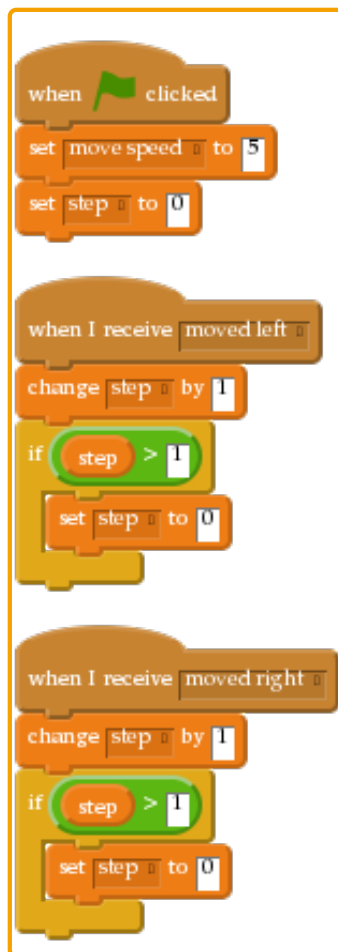 when clicked
set move speed to 5
set step to 0
when I receive moved left
change step by 1
if step > 1
set step to 0
when I receive moved right
change step by 1
if step > 1
set step to 0